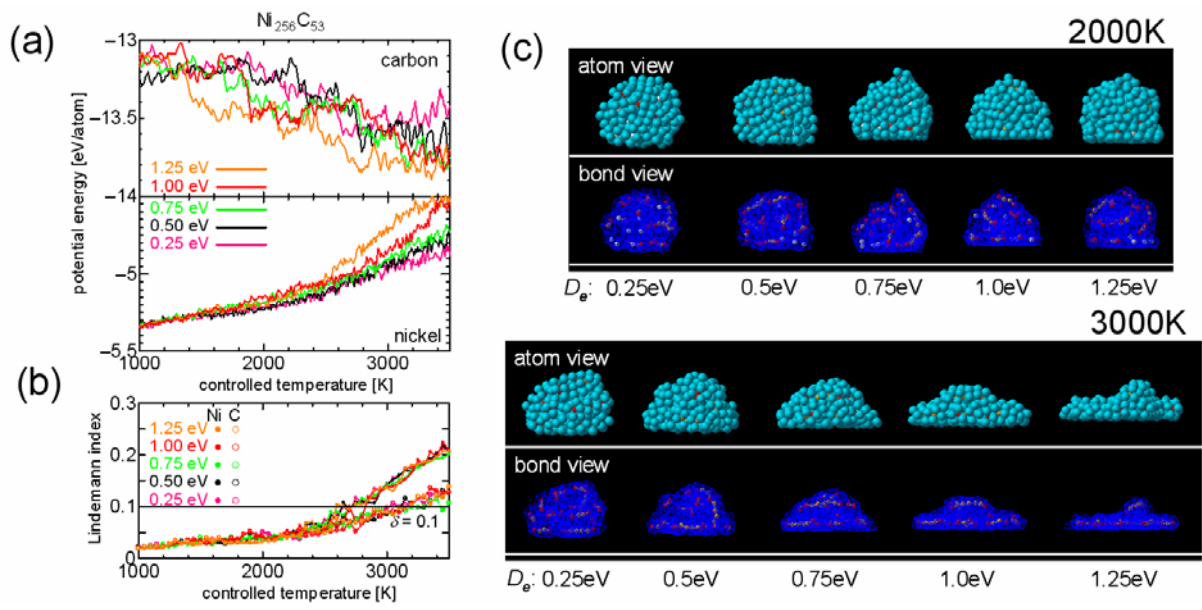 (a)
Ni256C53
−13
carbon
−13.5
1.25 eV
1.00 eV
−14
0.75 eV
0.50 eV
0.25 eV
−5
nickel
−5.5
potential energy [eV/atom]
1000 2000 3000
controlled temperature [K]
(b)
0.3
Ni C
1.25 eV
1.00 eV
0.75 eV
0.50 eV
0.25 eV
0.2
0.1
δ = 0.1
0
Lindemann index
1000 2000 3000
controlled temperature [K]
(c)
2000K
atom view
bond view
De: 0.25eV 0.5eV 0.75eV 1.0eV 1.25eV
3000K
atom view
bond view
De: 0.25eV 0.5eV 0.75eV 1.0eV 1.25eV